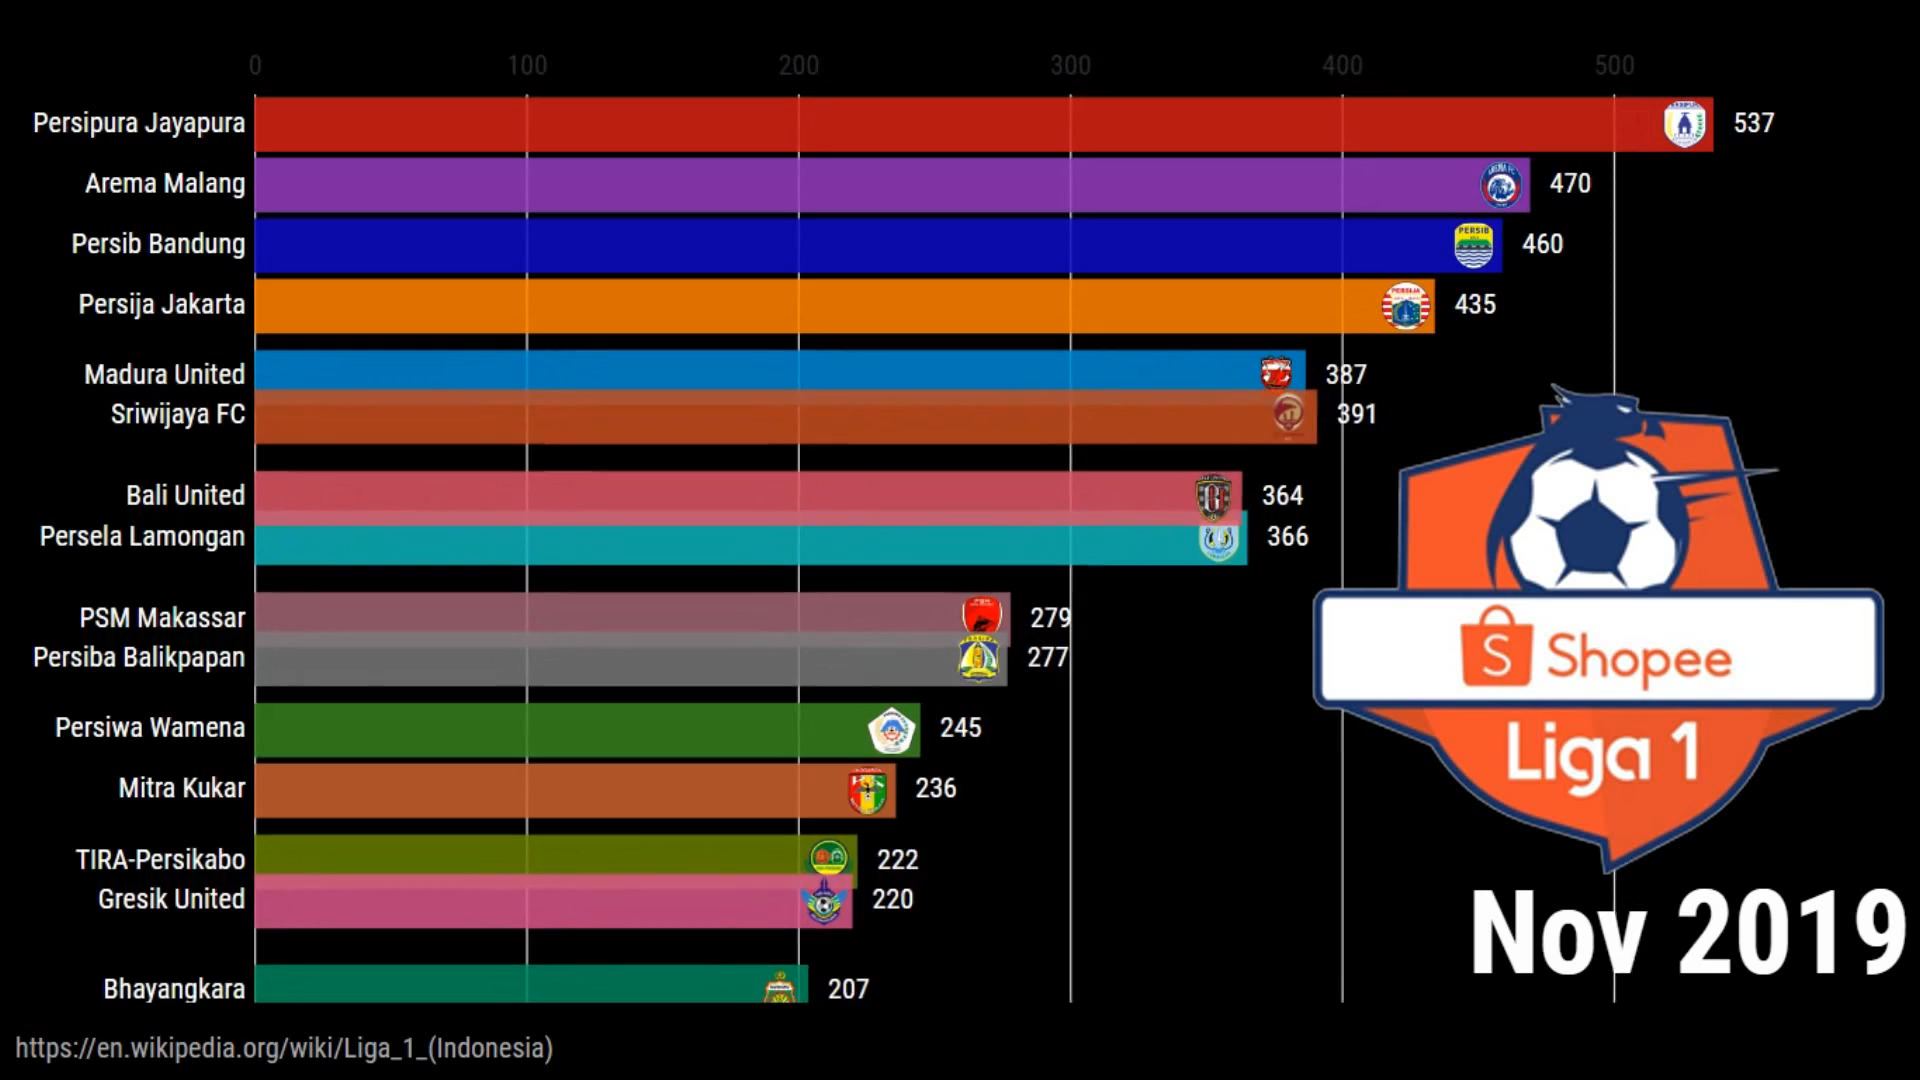 0 100 200 300 400 500
Persipura Jayapura 537
Arema Malang 470
Persib Bandung 460
Persija Jakarta 435
Madura United 387
Sriwijaya FC 391
Bali United 364
Persela Lamongan 366
PSM Makassar 279
Persiba Balikpapan 277
Persiwa Wamena 245
Mitra Kukar 236
TIRA-Persikabo 222
Gresik United 220
Bhayangkara 207
PERSIB
PERSIJA
S Shopee
Liga 1
Nov 2019
https://en.wikipedia.org/wiki/Liga_1_(Indonesia)